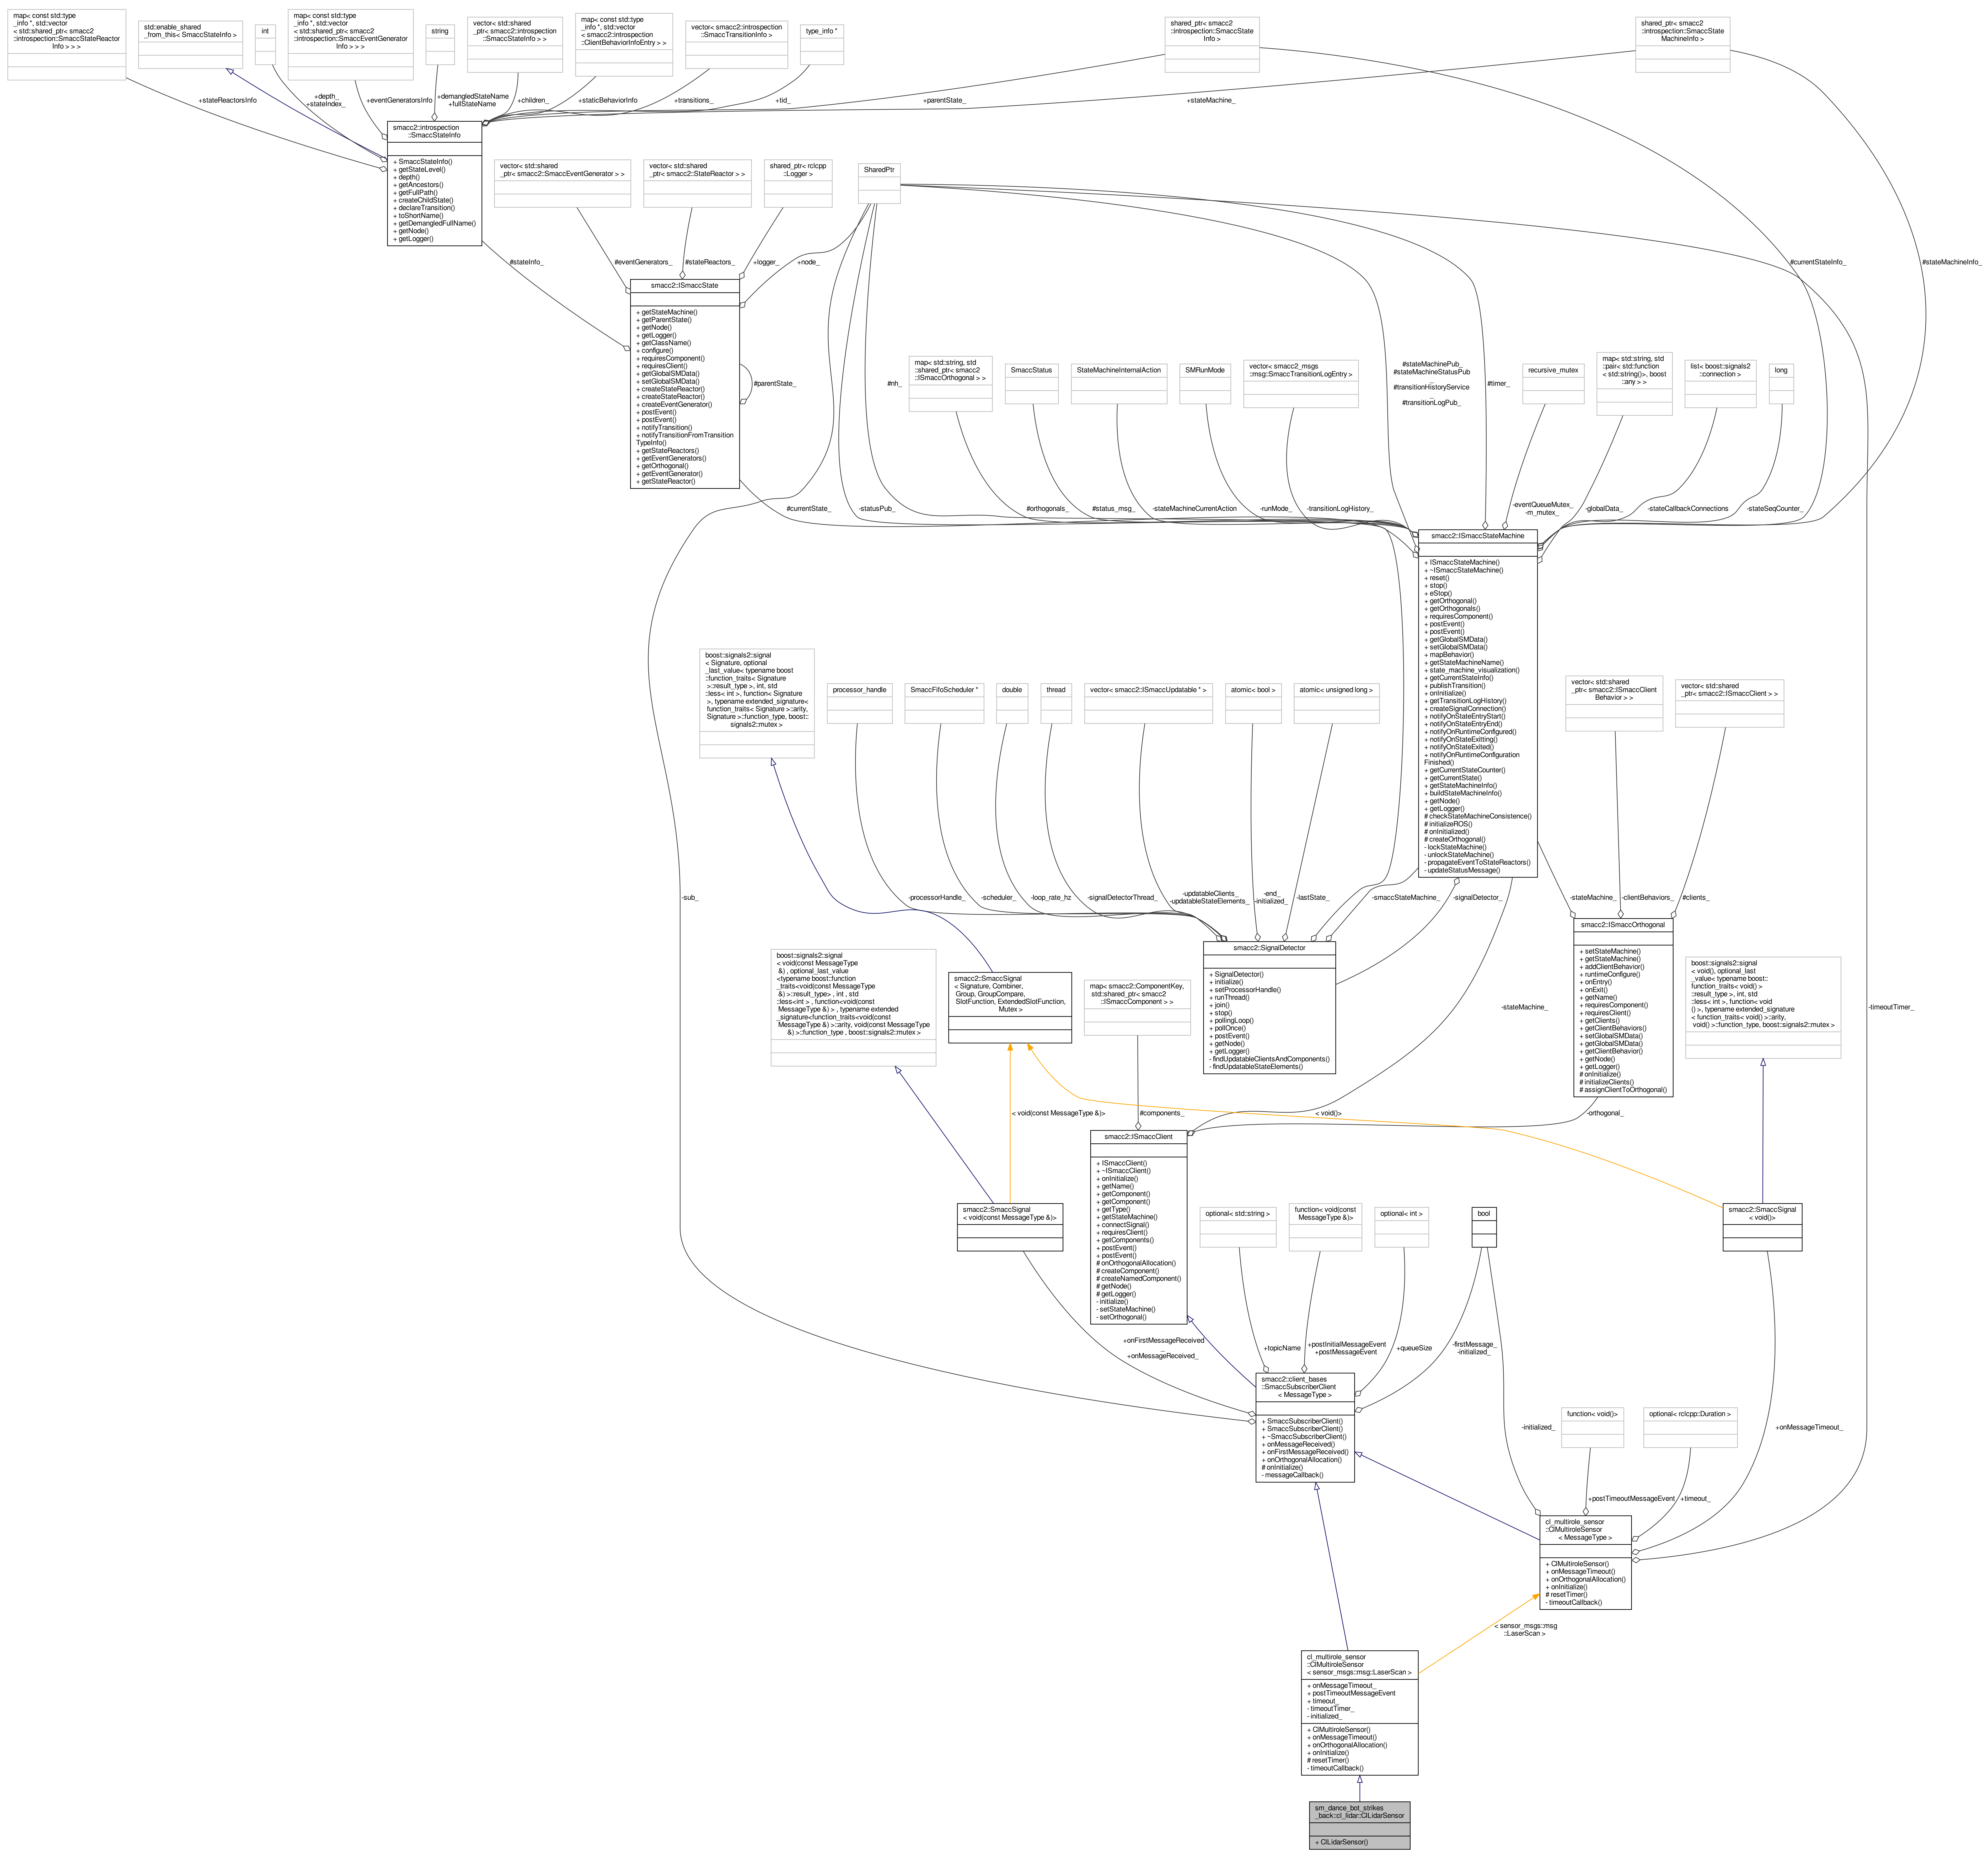 map< const std::type
_info *, std::vector
< std::shared_ptr< smacc2
::introspection::SmaccStateReactor
Info > > >
std::enable_shared
_from_this< SmaccStateInfo >
int
map< const std::type
_info *, std::vector
< std::shared_ptr< smacc2
::introspection::SmaccEventGenerator
Info > > >
string
vector< std::shared
_ptr< smacc2::introspection
::SmaccStateInfo > >
map< const std::type
_info *, std::vector
< smacc2::introspection
::ClientBehaviorInfoEntry > >
vector< smacc2::introspection
::SmaccTransitionInfo >
type_info *
shared_ptr< smacc2
::introspection::SmaccState
Info >
shared_ptr< smacc2
::introspection::SmaccState
MachineInfo >
+stateReactorsInfo
+depth_
+stateIndex_
+eventGeneratorsInfo
+demangledStateName
+fullStateName
+children_
+staticBehaviorInfo
+transitions_
+tid_
+parentState_
+stateMachine_
smacc2::introspection
::SmaccStateInfo
+ SmaccStateInfo()
+ getStateLevel()
+ depth()
+ getAncestors()
+ getFullPath()
+ createChildState()
+ declareTransition()
+ toShortName()
+ getDemangledFullName()
+ getNode()
+ getLogger()
vector< std::shared
_ptr< smacc2::SmaccEventGenerator > >
vector< std::shared
_ptr< smacc2::StateReactor > >
shared_ptr< rclcpp
::Logger >
SharedPtr
#stateInfo_
#eventGenerators_
#stateReactors_
+logger_
+node_
#currentStateInfo_
#stateMachineInfo_
smacc2::ISmaccState
+ getStateMachine()
+ getParentState()
+ getNode()
+ getLogger()
+ getClassName()
+ configure()
+ requiresComponent()
+ requiresClient()
+ getGlobalSMData()
+ setGlobalSMData()
+ createStateReactor()
+ createStateReactor()
+ createEventGenerator()
+ postEvent()
+ postEvent()
+ notifyTransition()
+ notifyTransitionFromTransition
TypeInfo()
+ getStateReactors()
+ getEventGenerators()
+ getOrthogonal()
+ getEventGenerator()
+ getStateReactor()
#parentState_
#nh_
map< std::string, std
::shared_ptr< smacc2
::ISmaccOrthogonal > >
SmaccStatus
StateMachineInternalAction
SMRunMode
vector< smacc2_msgs
::msg::SmaccTransitionLogEntry >
#stateMachinePub_
#stateMachineStatusPub
_
#transitionHistoryService
_
#transitionLogPub_
#timer_
recursive_mutex
map< std::string, std
::pair< std::function
< std::string()>, boost
::any > >
list< boost::signals2
::connection >
long
#currentState_
-statusPub_
#orthogonals_
#status_msg_
-stateMachineCurrentAction
-runMode_
-transitionLogHistory_
-eventQueueMutex_
-m_mutex_
-globalData_
-stateCallbackConnections
-stateSeqCounter_
smacc2::ISmaccStateMachine
+ ISmaccStateMachine()
+ ~ISmaccStateMachine()
+ reset()
+ stop()
+ eStop()
+ getOrthogonal()
+ getOrthogonals()
+ requiresComponent()
+ postEvent()
+ postEvent()
+ getGlobalSMData()
+ setGlobalSMData()
+ mapBehavior()
+ getStateMachineName()
+ state_machine_visualization()
+ getCurrentStateInfo()
+ publishTransition()
+ onInitialize()
+ getTransitionLogHistory()
+ createSignalConnection()
+ notifyOnStateEntryStart()
+ notifyOnStateEntryEnd()
+ notifyOnRuntimeConfigured()
+ notifyOnStateExitting()
+ notifyOnStateExited()
+ notifyOnRuntimeConfiguration
Finished()
+ getCurrentStateCounter()
+ getCurrentState()
+ getStateMachineInfo()
+ buildStateMachineInfo()
+ getNode()
+ getLogger()
# checkStateMachineConsistence()
# initializeROS()
# onInitialized()
# createOrthogonal()
- lockStateMachine()
- unlockStateMachine()
- propagateEventToStateReactors()
- updateStatusMessage()
boost::signals2::signal
< Signature, optional
_last_value< typename boost
::function_traits< Signature
>::result_type >, int, std
::less< int >, function< Signature
>, typename extended_signature<
function_traits< Signature >::arity,
Signature >::function_type, boost::
signals2::mutex >
processor_handle
SmaccFifoScheduler *
double
thread
vector< smacc2::ISmaccUpdatable * >
atomic< bool >
atomic< unsigned long >
vector< std::shared
_ptr< smacc2::ISmaccClient
Behavior > >
vector< std::shared
_ptr< smacc2::ISmaccClient > >
-sub_
-processorHandle_
-scheduler_
-loop_rate_hz
-signalDetectorThread_
-updatableClients_
-updatableStateElements_
-end_
-initialized_
-lastState_
-smaccStateMachine_
-signalDetector_
-stateMachine_
-clientBehaviors_
#clients_
smacc2::SignalDetector
+ SignalDetector()
+ initialize()
+ setProcessorHandle()
+ runThread()
+ join()
+ stop()
+ pollingLoop()
+ pollOnce()
+ postEvent()
+ getNode()
+ getLogger()
- findUpdatableClientsAndComponents()
- findUpdatableStateElements()
smacc2::ISmaccOrthogonal
+ setStateMachine()
+ getStateMachine()
+ addClientBehavior()
+ runtimeConfigure()
+ onEntry()
+ onExit()
+ getName()
+ requiresComponent()
+ requiresClient()
+ getClients()
+ getClientBehaviors()
+ setGlobalSMData()
+ getGlobalSMData()
+ getClientBehavior()
+ getNode()
+ getLogger()
# onInitialize()
# initializeClients()
# assignClientToOrthogonal()
boost::signals2::signal
< void(const MessageType
&) , optional_last_value
<typename boost::function
_traits<void(const MessageType
&) >::result_type> , int , std
::less<int > , function<void(const
MessageType &) > , typename extended
_signature<function_traits<void(const
MessageType &) >::arity, void(const MessageType
&) >::function_type , boost::signals2::mutex >
smacc2::SmaccSignal
< Signature, Combiner,
Group, GroupCompare,
SlotFunction, ExtendedSlotFunction,
Mutex >
map< smacc2::ComponentKey,
std::shared_ptr< smacc2
::ISmaccComponent > >
boost::signals2::signal
< void(), optional_last
_value< typename boost::
function_traits< void() >
::result_type >, int, std
::less< int >, function< void
() >, typename extended_signature
< function_traits< void() >::arity,
void() >::function_type, boost::signals2::mutex >
-stateMachine_
-timeoutTimer_
< void(const MessageType &)>
#components_
< void()>
-orthogonal_
smacc2::ISmaccClient
+ ISmaccClient()
+ ~ISmaccClient()
+ onInitialize()
+ getName()
+ getComponent()
+ getComponent()
+ getType()
+ getStateMachine()
+ connectSignal()
+ requiresClient()
+ getComponents()
+ postEvent()
+ postEvent()
# onOrthogonalAllocation()
# createComponent()
# createNamedComponent()
# getNode()
# getLogger()
- initialize()
- setStateMachine()
- setOrthogonal()
smacc2::SmaccSignal
< void(const MessageType &)>
optional< std::string >
function< void(const
MessageType &)>
optional< int >
bool
smacc2::SmaccSignal
< void()>
+onFirstMessageReceived
_
+onMessageReceived_
+topicName
+postInitialMessageEvent
+postMessageEvent
+queueSize
-firstMessage_
-initialized_
smacc2::client_bases
::SmaccSubscriberClient
< MessageType >
+ SmaccSubscriberClient()
+ SmaccSubscriberClient()
+ ~SmaccSubscriberClient()
+ onMessageReceived()
+ onFirstMessageReceived()
+ onOrthogonalAllocation()
# onInitialize()
- messageCallback()
function< void()>
optional< rclcpp::Duration >
-initialized_
+onMessageTimeout_
+postTimeoutMessageEvent
+timeout_
cl_multirole_sensor
::ClMultiroleSensor
< MessageType >
+ ClMultiroleSensor()
+ onMessageTimeout()
+ onOrthogonalAllocation()
+ onInitialize()
# resetTimer()
- timeoutCallback()
< sensor_msgs::msg
::LaserScan >
cl_multirole_sensor
::ClMultiroleSensor
< sensor_msgs::msg::LaserScan >
+ onMessageTimeout_
+ postTimeoutMessageEvent
+ timeout_
- timeoutTimer_
- initialized_
+ ClMultiroleSensor()
+ onMessageTimeout()
+ onOrthogonalAllocation()
+ onInitialize()
# resetTimer()
- timeoutCallback()
sm_dance_bot_strikes
_back::cl_lidar::ClLidarSensor
+ ClLidarSensor()